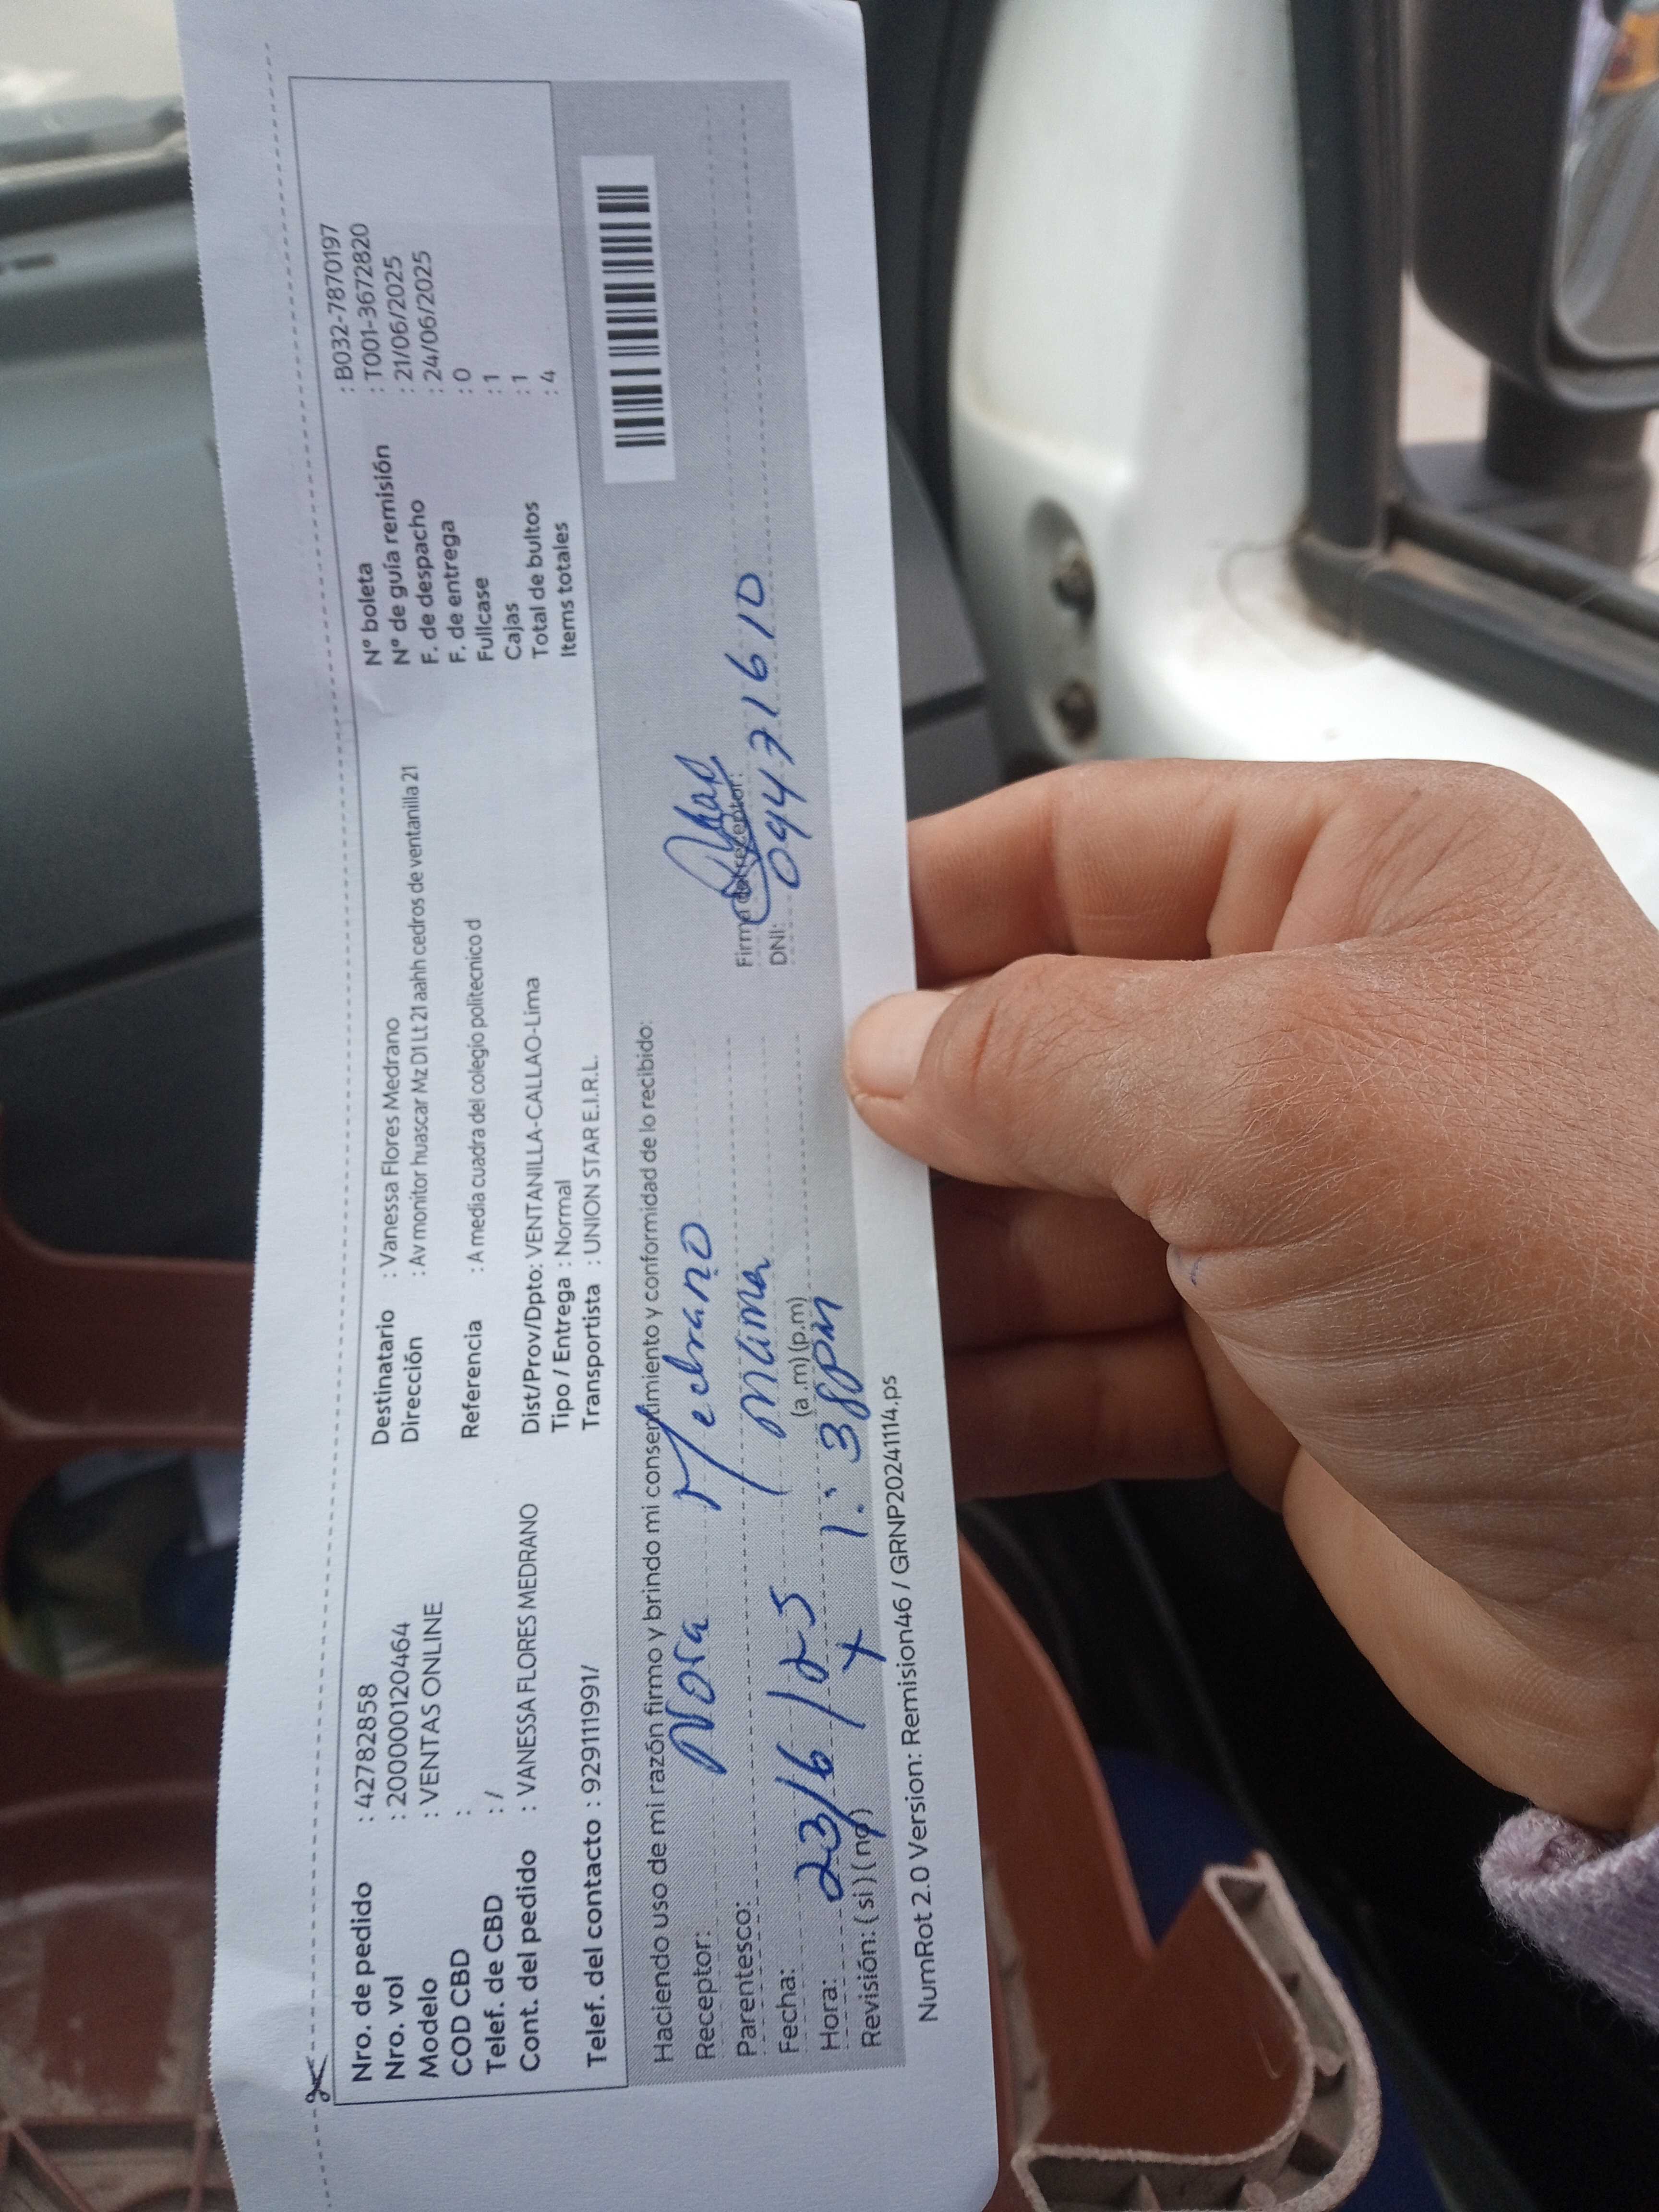 Nro. de pedido : 42782858
Nro. vol : 200000120464
Modelo : VENTAS ONLINE
COD CBD :
Telef. de CBD : /
Cont. del pedido : VANESSA FLORES MEDRANO
Telef. del contacto : 929111991/
Destinatario : Vanessa Flores Medrano
Dirección : Av monitor huascar Mz D1 Lt 21 aahh cedros de ventanilla 21
Referencia : A media cuadra del colegio politecnico d
Dist/Prov/Dpto: VENTANILLA-CALLAO-Lima
Tipo / Entrega : Normal
Transportista : UNION STAR E.I.R.L.
N° boleta : B032-7870197
N° de guía remisión : T001-3672820
F. de despacho : 21/06/2025
F. de entrega : 24/06/2025
Fullcase : 0
Cajas : 1
Total de bultos : 1
Items totales : 4
Haciendo uso de mi razón firmo y brindo mi consentimiento y conformidad de lo recibido:
Receptor: Nora Medrano
Parentesco: mama
Fecha: 23/6/25
Hora: 1:38pm (a.m) (p.m)
Revisión: ( si ) ( no )
Firma del receptor:
DNI: 09471610
NumRot 2.0 Version: Remision46 / GRNP20241114.ps